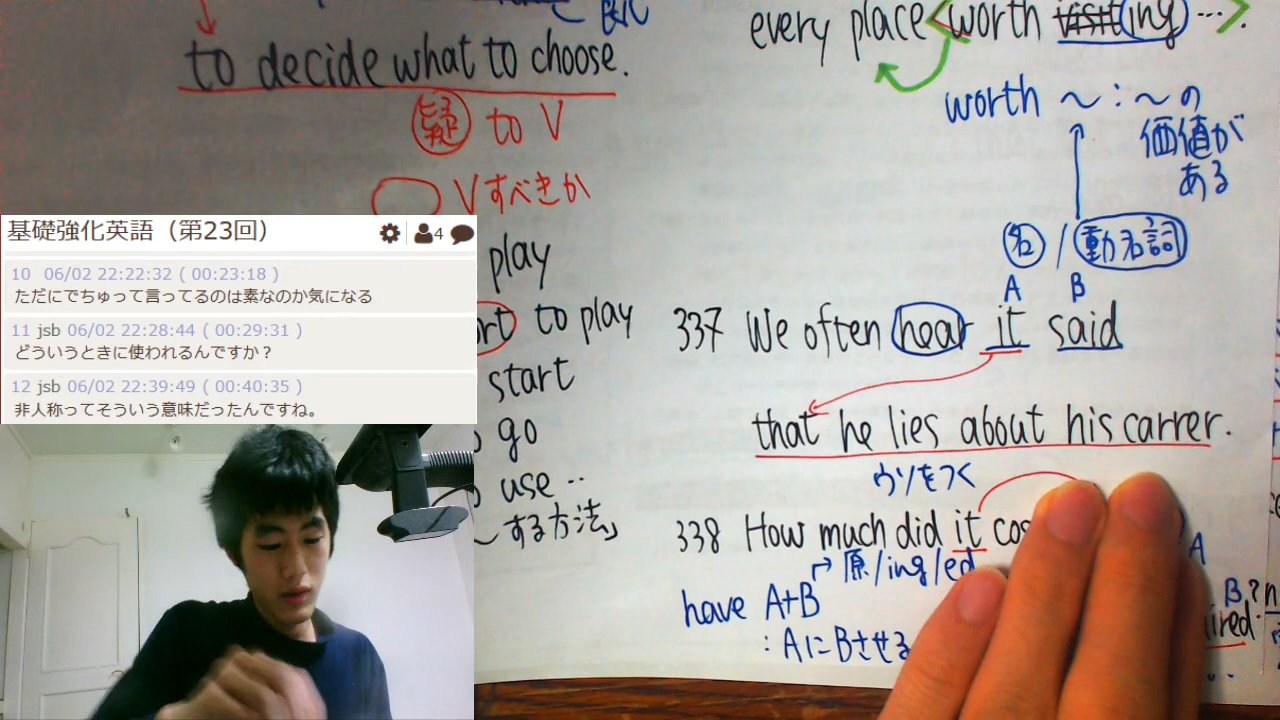 to decide what to choose.
疑 to V
Vすべきか
play
to play
start
go
use ‥
〜する方法」
every place worth visiting ….
worth 〜:〜の
価値が
ある
名 / 動名詞
A B
337 We often hear it said
that he lies about his carrer.
ウソをつく
338 How much did it
原/ing/ed
have A+B
:AにBさせる
A
B
基礎強化英語(第23回)
4
10 06/02 22:22:32 ( 00:23:18 )
ただにでちゅって言ってるのは素なのか気になる
11 jsb 06/02 22:28:44 ( 00:29:31 )
どういうときに使われるんですか?
12 jsb 06/02 22:39:49 ( 00:40:35 )
非人称ってそういう意味だったんですね。